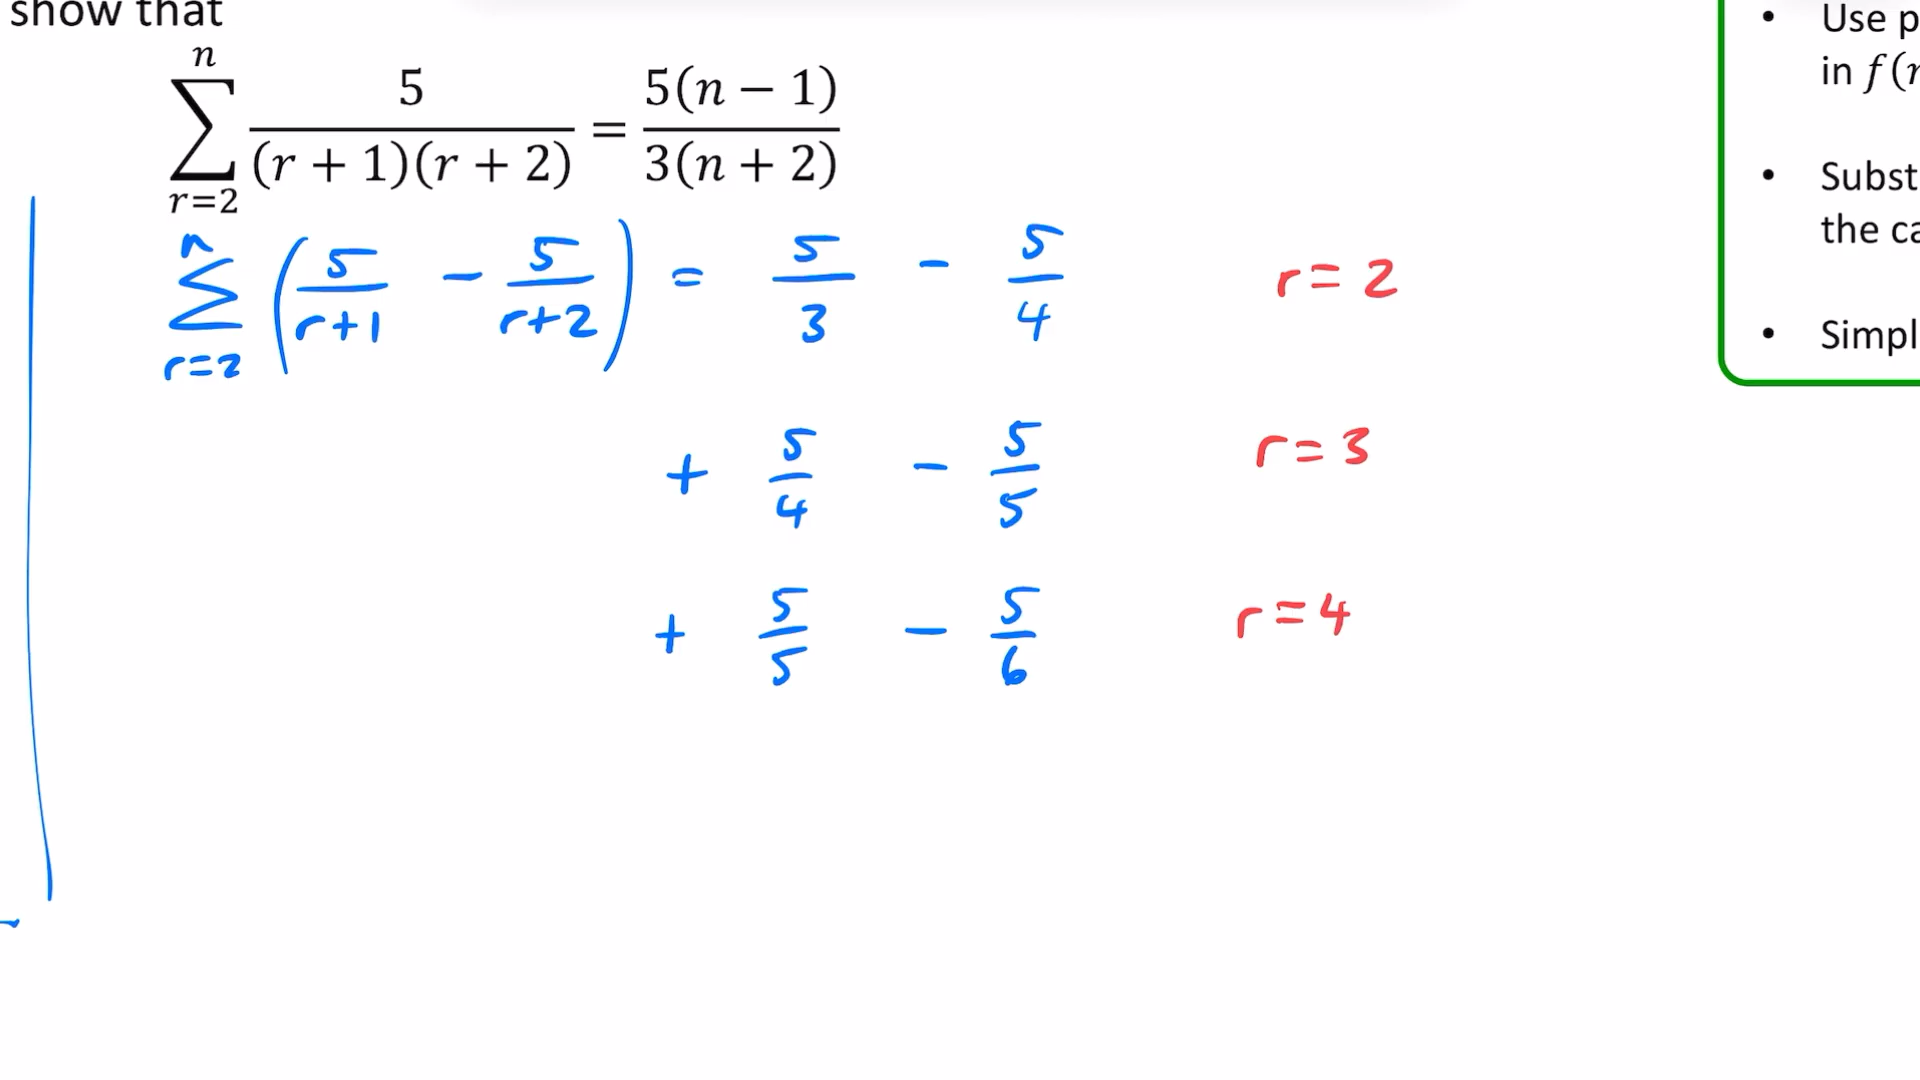 show that
n
∑ 5/((r + 1)(r + 2)) = 5(n − 1)/(3(n + 2))
r=2
n
∑ (5/(r+1) − 5/(r+2)) = 5/3 − 5/4 r = 2
r=2
+ 5/4 − 5/5 r = 3
+ 5/5 − 5/6 r = 4
• Use p
in f(r
• Subst
the ca
• Simpl